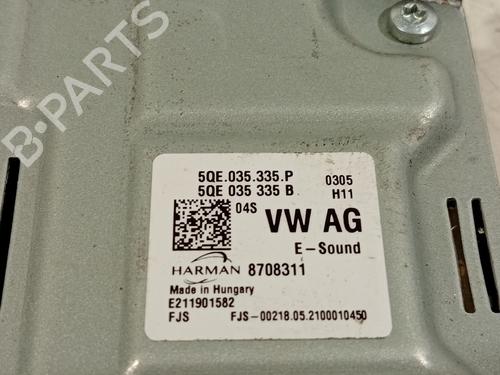 B-PARTS
5QE.035.335.P 0305
5QE 035 335 B H11
04S VW AG
E-Sound
HARMAN 8708311
Made in Hungary
E211901582
FJS FJS-00218.05.2100010450